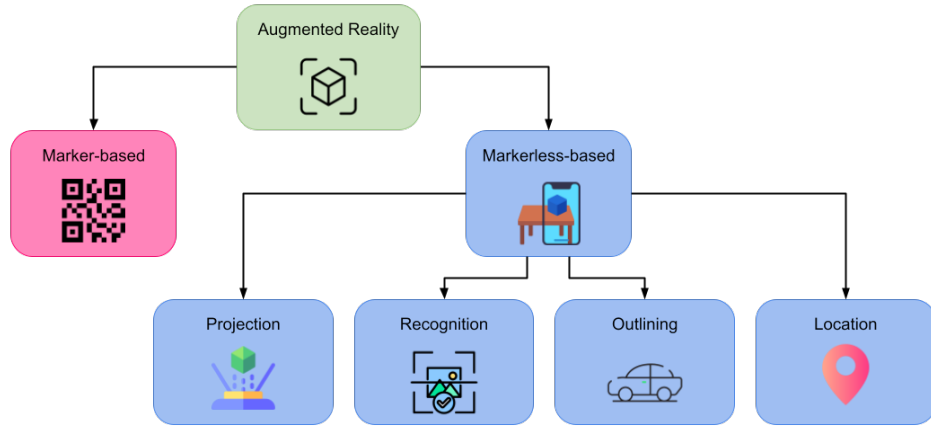 Augmented Reality
Marker-based
Markerless-based
Projection
Recognition
Outlining
Location